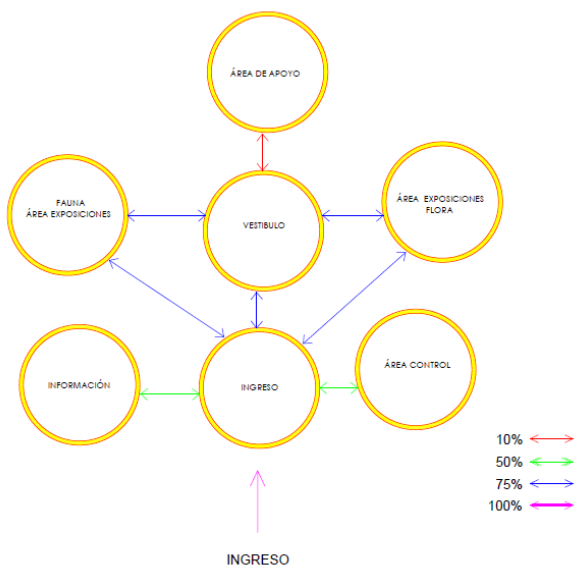 ÁREA DE APOYO
FAUNA
ÁREA EXPOSICIONES
VESTIBULO
ÁREA EXPOSICIONES
FLORA
INFORMACIÓN
INGRESO
ÁREA CONTROL
10%
50%
75%
100%
INGRESO